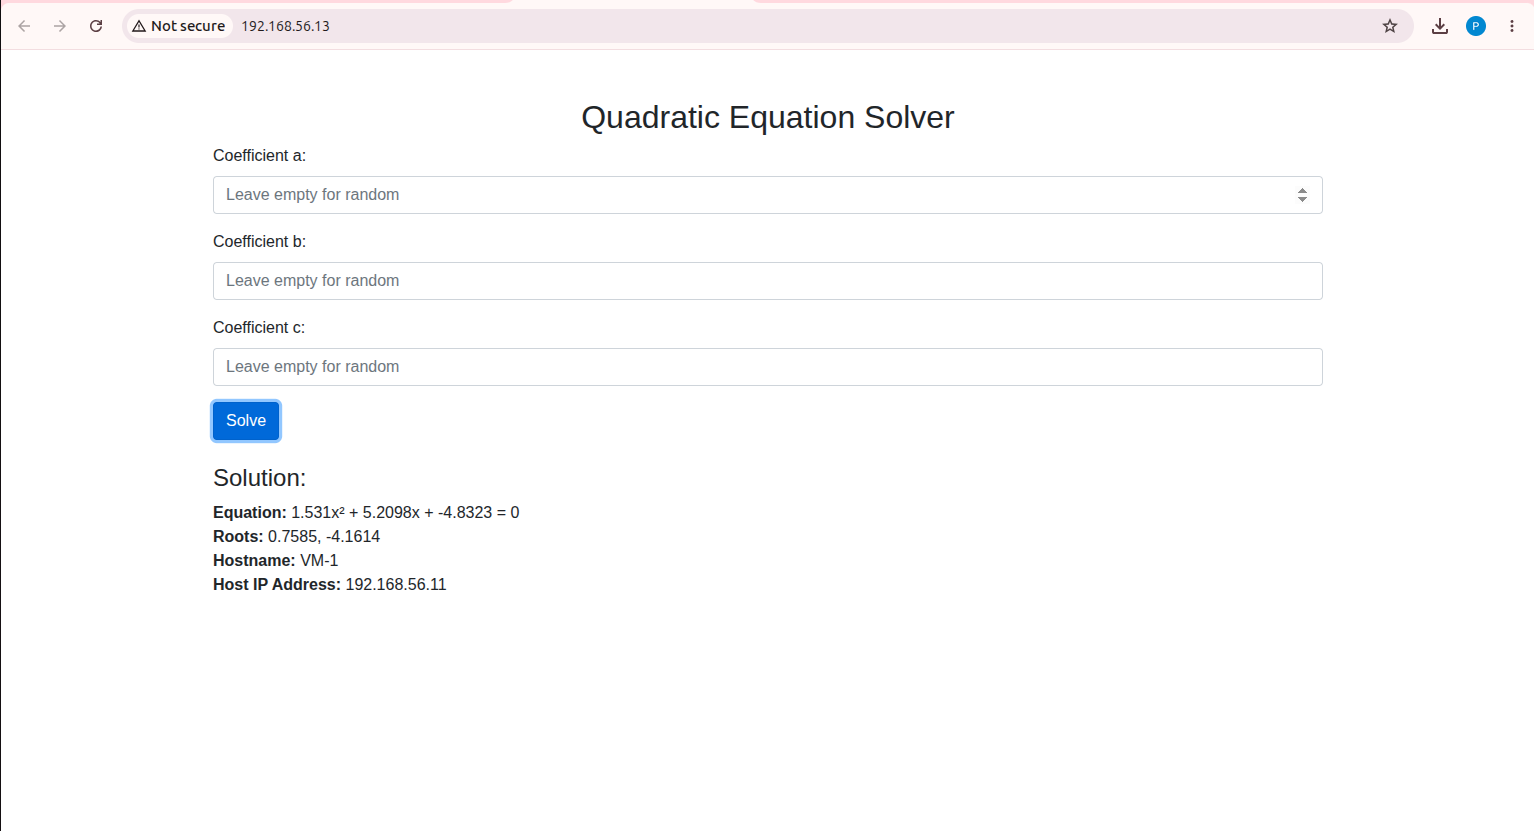 Not secure 192.168.56.13
P
Quadratic Equation Solver
Coefficient a:
Leave empty for random
Coefficient b:
Leave empty for random
Coefficient c:
Leave empty for random
Solve
Solution:
Equation: 1.531x² + 5.2098x + -4.8323 = 0
Roots: 0.7585, -4.1614
Hostname: VM-1
Host IP Address: 192.168.56.11